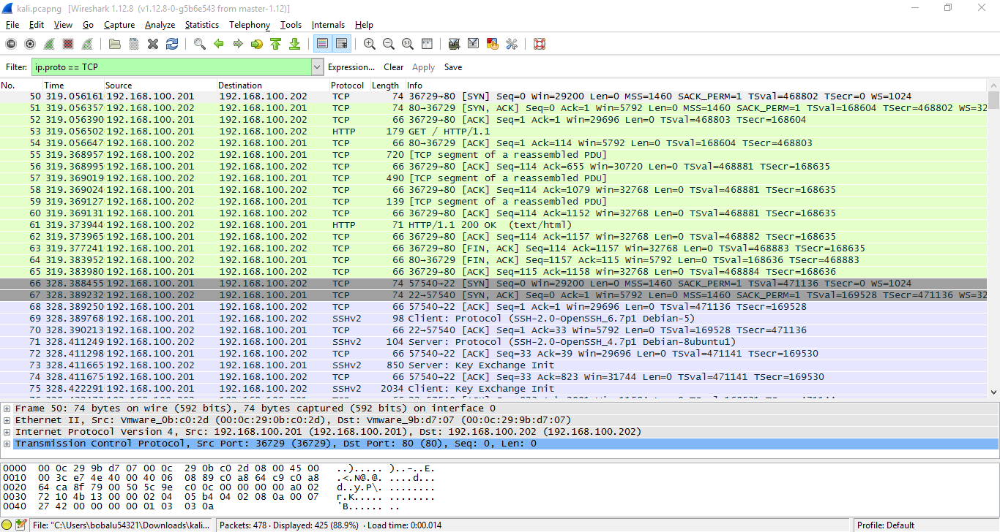 kali.pcapng [Wireshark 1.12.8 (v1.12.8-0-g5b6e543 from master-1.12)]
File Edit View Go Capture Analyze Statistics Telephony Tools Internals Help
Filter: ip.proto == TCP Expression... Clear Apply Save
No. Time Source Destination Protocol Length Info
50 319.056161 192.168.100.201 192.168.100.202 TCP 74 36729→80 [SYN] Seq=0 Win=29200 Len=0 MSS=1460 SACK_PERM=1 TSval=468802 TSecr=0 WS=1024
51 319.056357 192.168.100.202 192.168.100.201 TCP 74 80→36729 [SYN, ACK] Seq=0 Ack=1 Win=5792 Len=0 MSS=1460 SACK_PERM=1 TSval=168604 TSecr=468802 WS=32
52 319.056390 192.168.100.201 192.168.100.202 TCP 66 36729→80 [ACK] Seq=1 Ack=1 Win=29696 Len=0 TSval=468803 TSecr=168604
53 319.056502 192.168.100.201 192.168.100.202 HTTP 179 GET / HTTP/1.1
54 319.056647 192.168.100.202 192.168.100.201 TCP 66 80→36729 [ACK] Seq=1 Ack=114 Win=5792 Len=0 TSval=168604 TSecr=468803
55 319.368957 192.168.100.202 192.168.100.201 TCP 720 [TCP segment of a reassembled PDU]
56 319.368995 192.168.100.201 192.168.100.202 TCP 66 36729→80 [ACK] Seq=114 Ack=655 Win=30720 Len=0 TSval=468881 TSecr=168635
57 319.369019 192.168.100.202 192.168.100.201 TCP 490 [TCP segment of a reassembled PDU]
58 319.369024 192.168.100.201 192.168.100.202 TCP 66 36729→80 [ACK] Seq=114 Ack=1079 Win=32768 Len=0 TSval=468881 TSecr=168635
59 319.369127 192.168.100.202 192.168.100.201 TCP 139 [TCP segment of a reassembled PDU]
60 319.369131 192.168.100.201 192.168.100.202 TCP 66 36729→80 [ACK] Seq=114 Ack=1152 Win=32768 Len=0 TSval=468881 TSecr=168635
61 319.373944 192.168.100.202 192.168.100.201 HTTP 71 HTTP/1.1 200 OK (text/html)
62 319.373965 192.168.100.201 192.168.100.202 TCP 66 36729→80 [ACK] Seq=114 Ack=1157 Win=32768 Len=0 TSval=468882 TSecr=168635
63 319.377241 192.168.100.201 192.168.100.202 TCP 66 36729→80 [FIN, ACK] Seq=114 Ack=1157 Win=32768 Len=0 TSval=468883 TSecr=168635
64 319.383952 192.168.100.202 192.168.100.201 TCP 66 80→36729 [FIN, ACK] Seq=1157 Ack=115 Win=5792 Len=0 TSval=168636 TSecr=468883
65 319.383980 192.168.100.201 192.168.100.202 TCP 66 36729→80 [ACK] Seq=115 Ack=1158 Win=32768 Len=0 TSval=468884 TSecr=168636
66 328.388455 192.168.100.201 192.168.100.202 TCP 74 57540→22 [SYN] Seq=0 Win=29200 Len=0 MSS=1460 SACK_PERM=1 TSval=471136 TSecr=0 WS=1024
67 328.389232 192.168.100.202 192.168.100.201 TCP 74 22→57540 [SYN, ACK] Seq=0 Ack=1 Win=5792 Len=0 MSS=1460 SACK_PERM=1 TSval=169528 TSecr=471136 WS=32
68 328.389250 192.168.100.201 192.168.100.202 TCP 66 57540→22 [ACK] Seq=1 Ack=1 Win=29696 Len=0 TSval=471136 TSecr=169528
69 328.389768 192.168.100.201 192.168.100.202 SSHv2 98 Client: Protocol (SSH-2.0-OpenSSH_6.7p1 Debian-5)
70 328.390213 192.168.100.202 192.168.100.201 TCP 66 22→57540 [ACK] Seq=1 Ack=33 Win=5792 Len=0 TSval=169528 TSecr=471136
71 328.411249 192.168.100.202 192.168.100.201 SSHv2 104 Server: Protocol (SSH-2.0-OpenSSH_4.7p1 Debian-8ubuntu1)
72 328.411298 192.168.100.201 192.168.100.202 TCP 66 57540→22 [ACK] Seq=33 Ack=39 Win=29696 Len=0 TSval=471141 TSecr=169530
73 328.411665 192.168.100.202 192.168.100.201 SSHv2 850 Server: Key Exchange Init
74 328.411675 192.168.100.201 192.168.100.202 TCP 66 57540→22 [ACK] Seq=33 Ack=823 Win=31744 Len=0 TSval=471141 TSecr=169530
75 328.422291 192.168.100.201 192.168.100.202 SSHv2 2034 Client: Key Exchange Init
Frame 50: 74 bytes on wire (592 bits), 74 bytes captured (592 bits) on interface 0
Ethernet II, Src: Vmware_0b:c0:2d (00:0c:29:0b:c0:2d), Dst: Vmware_9b:d7:07 (00:0c:29:9b:d7:07)
Internet Protocol Version 4, Src: 192.168.100.201 (192.168.100.201), Dst: 192.168.100.202 (192.168.100.202)
Transmission Control Protocol, Src Port: 36729 (36729), Dst Port: 80 (80), Seq: 0, Len: 0
0000 00 0c 29 9b d7 07 00 0c 29 0b c0 2d 08 00 45 00 ..)..... )..-..E.
0010 00 3c e7 4e 40 00 40 06 08 89 c0 a8 64 c9 c0 a8 .<.N@.@. ....d...
0020 64 ca 8f 79 00 50 5c 9e c0 0c 00 00 00 00 a0 02 d..y.P\. ........
0030 72 10 4b 13 00 00 02 04 05 b4 04 02 08 0a 00 07 r.K..... ........
0040 27 42 00 00 00 00 01 03 03 0a 'B...... ..
File: "C:\Users\bobalu54321\Downloads\kali... Packets: 478 · Displayed: 425 (88.9%) · Load time: 0:00.014 Profile: Default